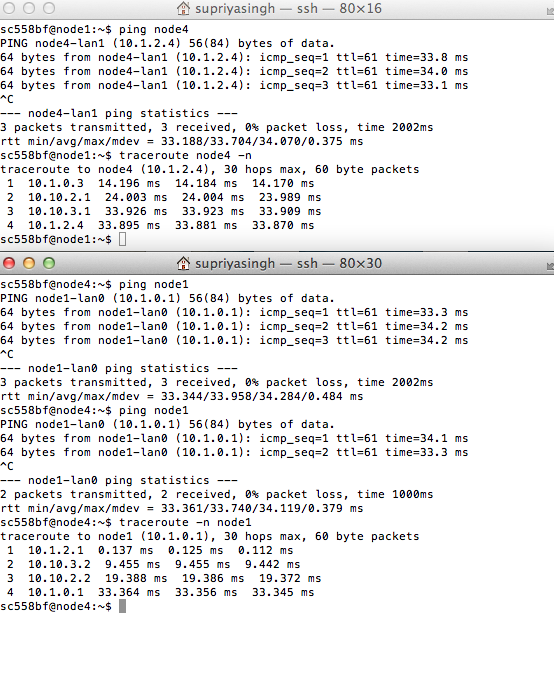 supriyasingh — ssh — 80×16
sc558bf@node1:~$ ping node4
PING node4-lan1 (10.1.2.4) 56(84) bytes of data.
64 bytes from node4-lan1 (10.1.2.4): icmp_seq=1 ttl=61 time=33.8 ms
64 bytes from node4-lan1 (10.1.2.4): icmp_seq=2 ttl=61 time=34.0 ms
64 bytes from node4-lan1 (10.1.2.4): icmp_seq=3 ttl=61 time=33.1 ms
^C
--- node4-lan1 ping statistics ---
3 packets transmitted, 3 received, 0% packet loss, time 2002ms
rtt min/avg/max/mdev = 33.188/33.704/34.070/0.375 ms
sc558bf@node1:~$ traceroute node4 -n
traceroute to node4 (10.1.2.4), 30 hops max, 60 byte packets
1  10.1.0.3  14.196 ms  14.184 ms  14.170 ms
2  10.10.2.1  24.003 ms  24.004 ms  23.989 ms
3  10.10.3.1  33.926 ms  33.923 ms  33.909 ms
4  10.1.2.4  33.895 ms  33.881 ms  33.870 ms
sc558bf@node1:~$
supriyasingh — ssh — 80×30
sc558bf@node4:~$ ping node1
PING node1-lan0 (10.1.0.1) 56(84) bytes of data.
64 bytes from node1-lan0 (10.1.0.1): icmp_seq=1 ttl=61 time=33.3 ms
64 bytes from node1-lan0 (10.1.0.1): icmp_seq=2 ttl=61 time=34.2 ms
64 bytes from node1-lan0 (10.1.0.1): icmp_seq=3 ttl=61 time=34.2 ms
^C
--- node1-lan0 ping statistics ---
3 packets transmitted, 3 received, 0% packet loss, time 2002ms
rtt min/avg/max/mdev = 33.344/33.958/34.284/0.484 ms
sc558bf@node4:~$ ping node1
PING node1-lan0 (10.1.0.1) 56(84) bytes of data.
64 bytes from node1-lan0 (10.1.0.1): icmp_seq=1 ttl=61 time=34.1 ms
64 bytes from node1-lan0 (10.1.0.1): icmp_seq=2 ttl=61 time=33.3 ms
^C
--- node1-lan0 ping statistics ---
2 packets transmitted, 2 received, 0% packet loss, time 1000ms
rtt min/avg/max/mdev = 33.361/33.740/34.119/0.379 ms
sc558bf@node4:~$ traceroute -n node1
traceroute to node1 (10.1.0.1), 30 hops max, 60 byte packets
1  10.1.2.1  0.137 ms  0.125 ms  0.112 ms
2  10.10.3.2  9.455 ms  9.455 ms  9.442 ms
3  10.10.2.2  19.388 ms  19.386 ms  19.372 ms
4  10.1.0.1  33.364 ms  33.356 ms  33.345 ms
sc558bf@node4:~$